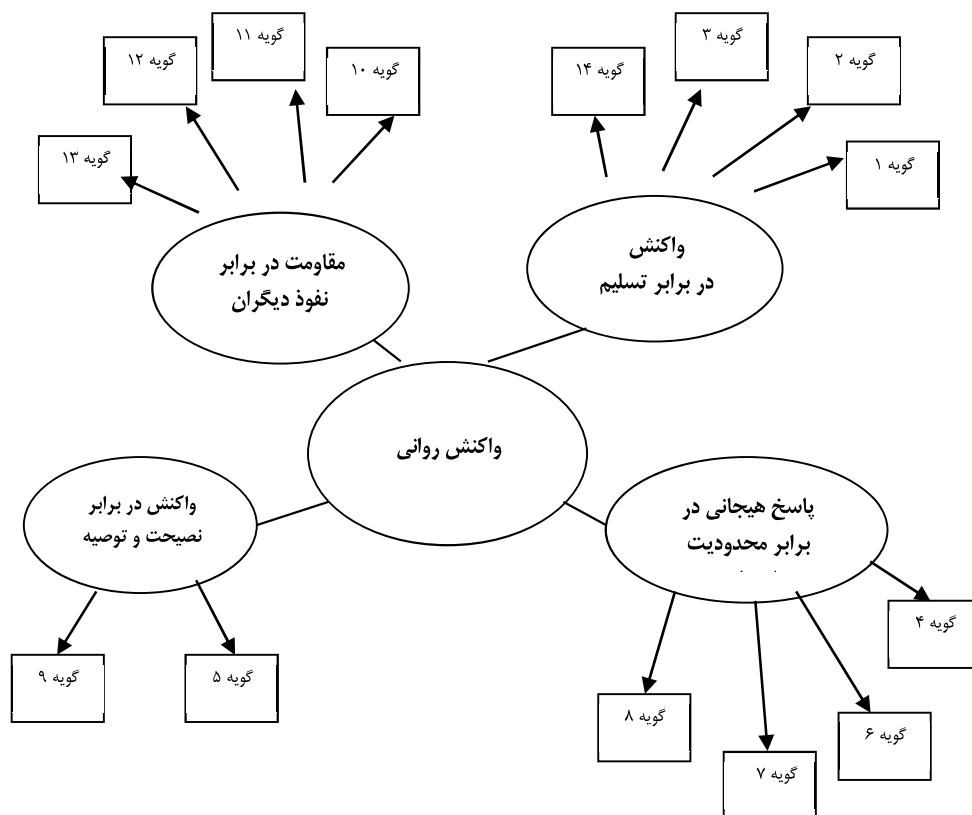 گویه ۱۱
گویه ۳
گویه ۱۲
گویه ۲
گویه ۱۰
گویه ۱۴
گویه ۱۳
گویه ۱
واکنش
در برابر تسلیم
مقاومت در برابر
نفوذ دیگران
واکنش روانی
پاسخ هیجانی در
برابر محدودیت
واکنش در برابر
نصیحت و توصیه
گویه ۴
گویه ۵
گویه ۹
گویه ۸
گویه ۶
گویه ۷